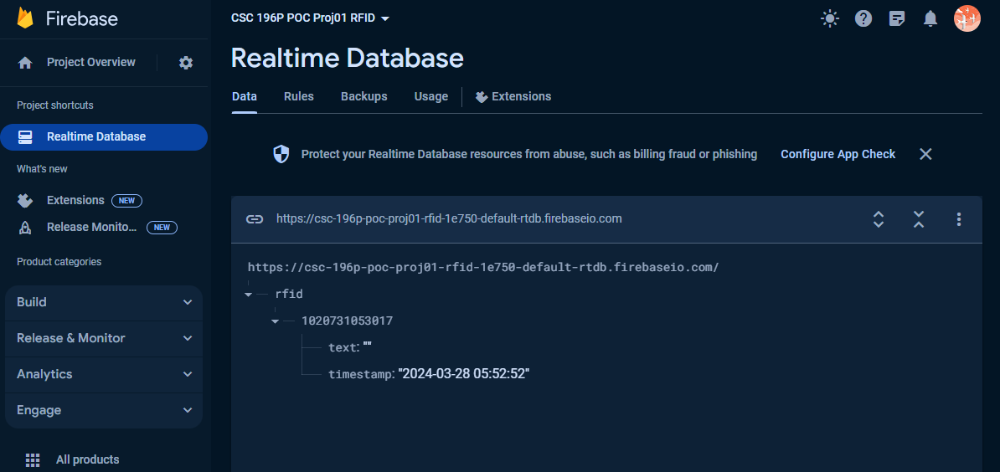 Firebase
CSC 196P POC Proj01 RFID
Project Overview
Project shortcuts
Realtime Database
What's new
Extensions NEW
Release Monito... NEW
Product categories
Build
Release & Monitor
Analytics
Engage
All products
Realtime Database
Data Rules Backups Usage Extensions
Protect your Realtime Database resources from abuse, such as billing fraud or phishing Configure App Check
https://csc-196p-poc-proj01-rfid-1e750-default-rtdb.firebaseio.com
https://csc-196p-poc-proj01-rfid-1e750-default-rtdb.firebaseio.com/
rfid
1020731053017
text: ""
timestamp: "2024-03-28 05:52:52"